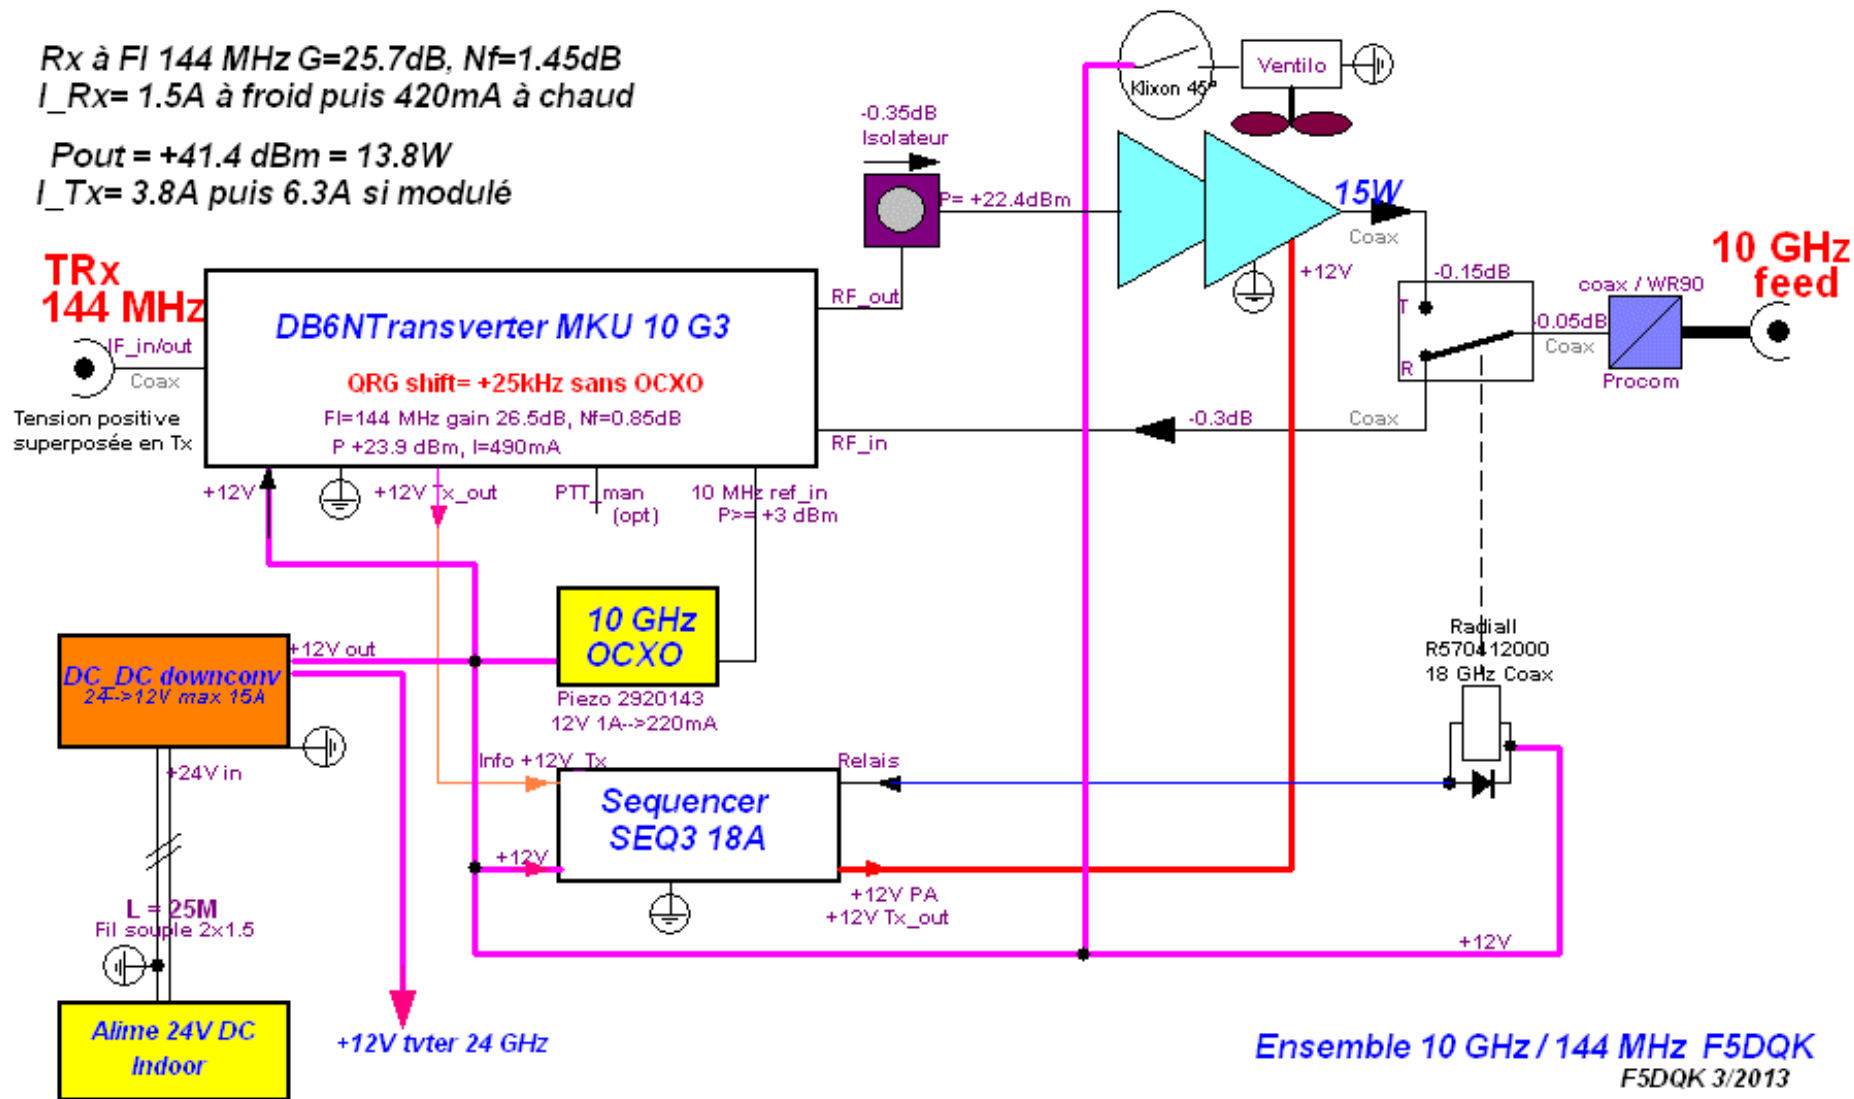 Rx à FI 144 MHz G=25.7dB, Nf=1.45dB
I_Rx= 1.5A à froid puis 420mA à chaud
Pout = +41.4 dBm = 13.8W
I_Tx= 3.8A puis 6.3A si modulé
Klixon 45°
Ventilo
-0.35dB
Isolateur
P= +22.4dBm
15W
Coax
+12V
TRx
144 MHz
IF_in/out
Coax
Tension positive
superposée en Tx
DB6NTransverter MKU 10 G3
QRG shift= +25kHz sans OCXO
FI=144 MHz gain 26.5dB, Nf=0.85dB
P +23.9 dBm, I=490mA
RF_out
RF_in
-0.15dB
T
R
-0.05dB
Coax
coax / WR90
Procom
10 GHz
feed
-0.3dB
Coax
+12V
+12V Tx_out
PTT_man
(opt)
10 MHz ref_in
P>= +3 dBm
10 GHz
OCXO
Piezo 2920143
12V 1A-->220mA
DC_DC downconv
24-->12V max 15A
+12V out
+24V in
Radiall
R570412000
18 GHz Coax
Info +12V_Tx
Relais
Sequencer
SEQ3 18A
+12V
+12V PA
+12V Tx_out
+12V
L = 25M
Fil souple 2x1.5
Alime 24V DC
Indoor
+12V tvter 24 GHz
Ensemble 10 GHz / 144 MHz F5DQK
F5DQK 3/2013